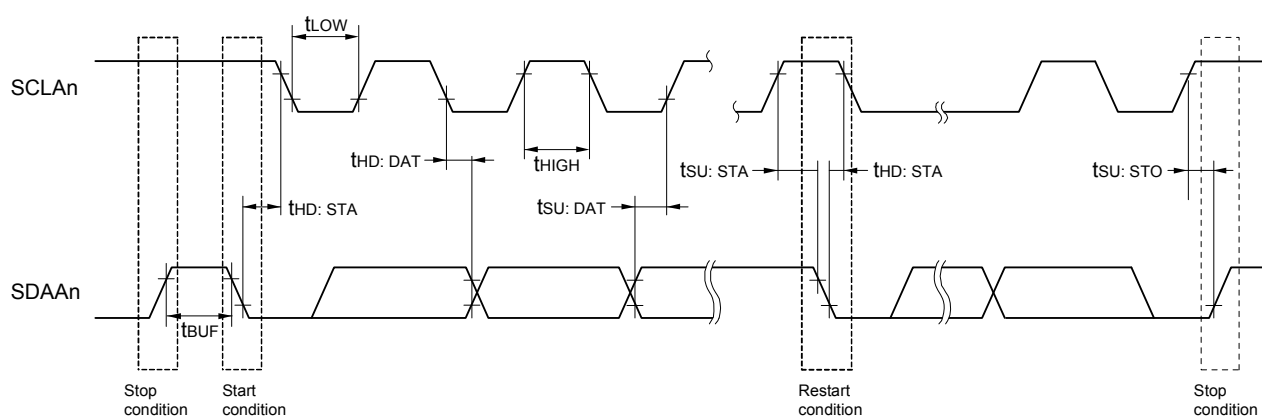 tLOW
SCLAn
tHD: DAT
tHIGH
tSU: STA
tHD: STA
tSU: STO
tHD: STA
tSU: DAT
SDAAn
tBUF
Stop
condition
Start
condition
Restart
condition
Stop
condition